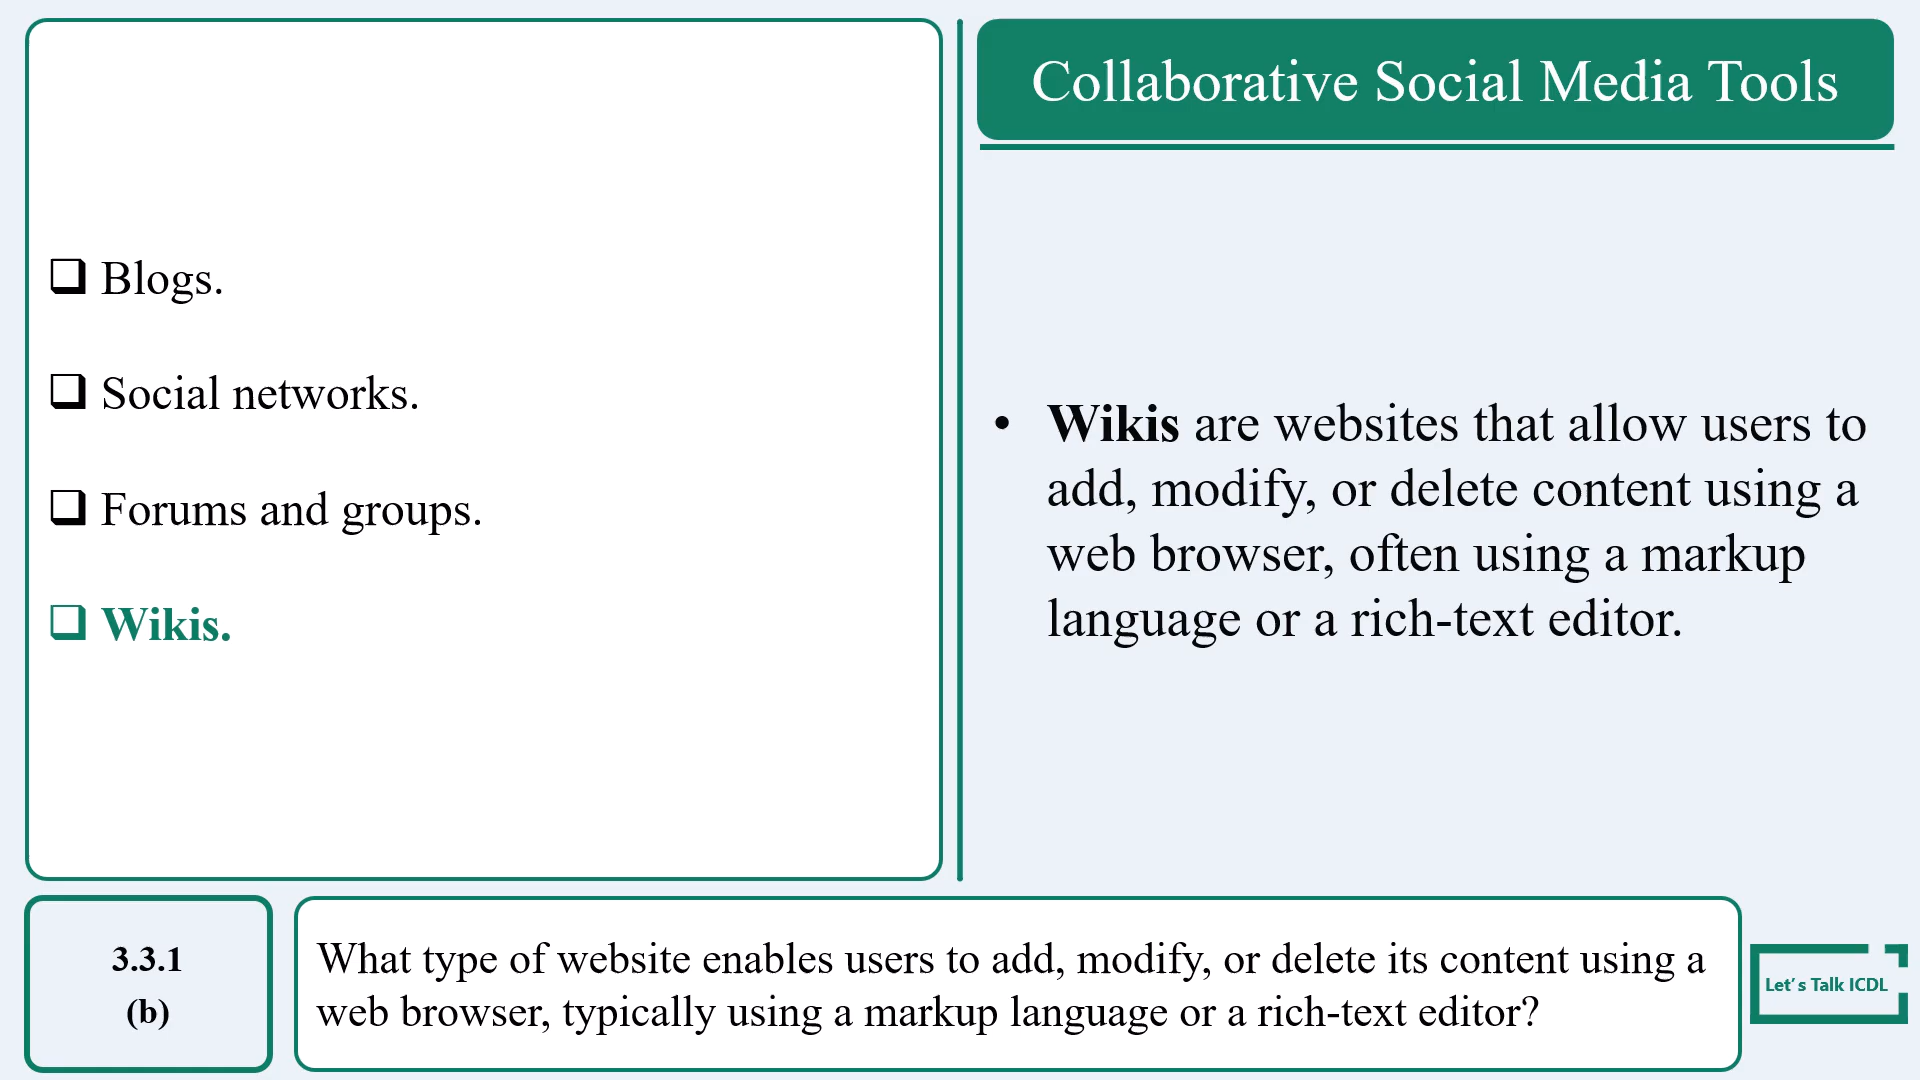 Blogs.
Social networks.
Forums and groups.
Wikis.
Collaborative Social Media Tools
• Wikis are websites that allow users to
add, modify, or delete content using a
web browser, often using a markup
language or a rich-text editor.
3.3.1
(b)
What type of website enables users to add, modify, or delete its content using a
web browser, typically using a markup language or a rich-text editor?
Let's Talk ICDL